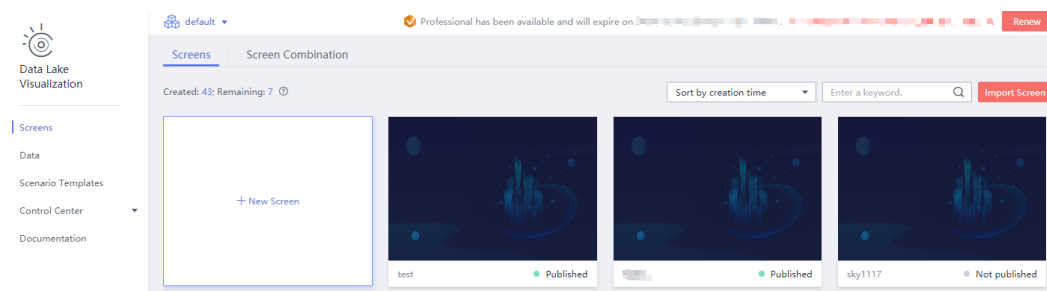 default
Professional has been available and will expire on
Renew
Data Lake
Visualization
Screens
Data
Scenario Templates
Control Center
Documentation
Screens
Screen Combination
Created: 43; Remaining: 7
Sort by creation time
Enter a keyword.
Import Screen
+ New Screen
test
Published
Published
sky1117
Not published